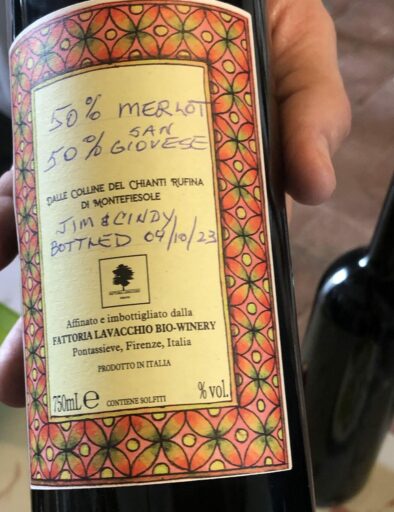 50% MERLOT
50% SAN
GIOVESE
DALLE COLLINE DEL CHIANTI RUFINA
DI MONTEFIESOLE
JIM & CINDY
BOTTLED 04/10/23
Affinato e imbottigliato dalla
FATTORIA LAVACCHIO BIO-WINERY
Pontassieve, Firenze, Italia
PRODOTTO IN ITALIA
750mL e CONTIENE SOLFITI % vol.